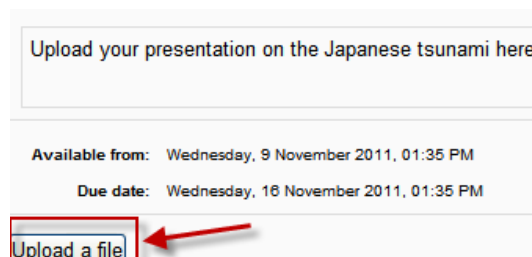 Upload your presentation on the Japanese tsunami here
Available from: Wednesday, 9 November 2011, 01:35 PM
Due date: Wednesday, 16 November 2011, 01:35 PM
Upload a file